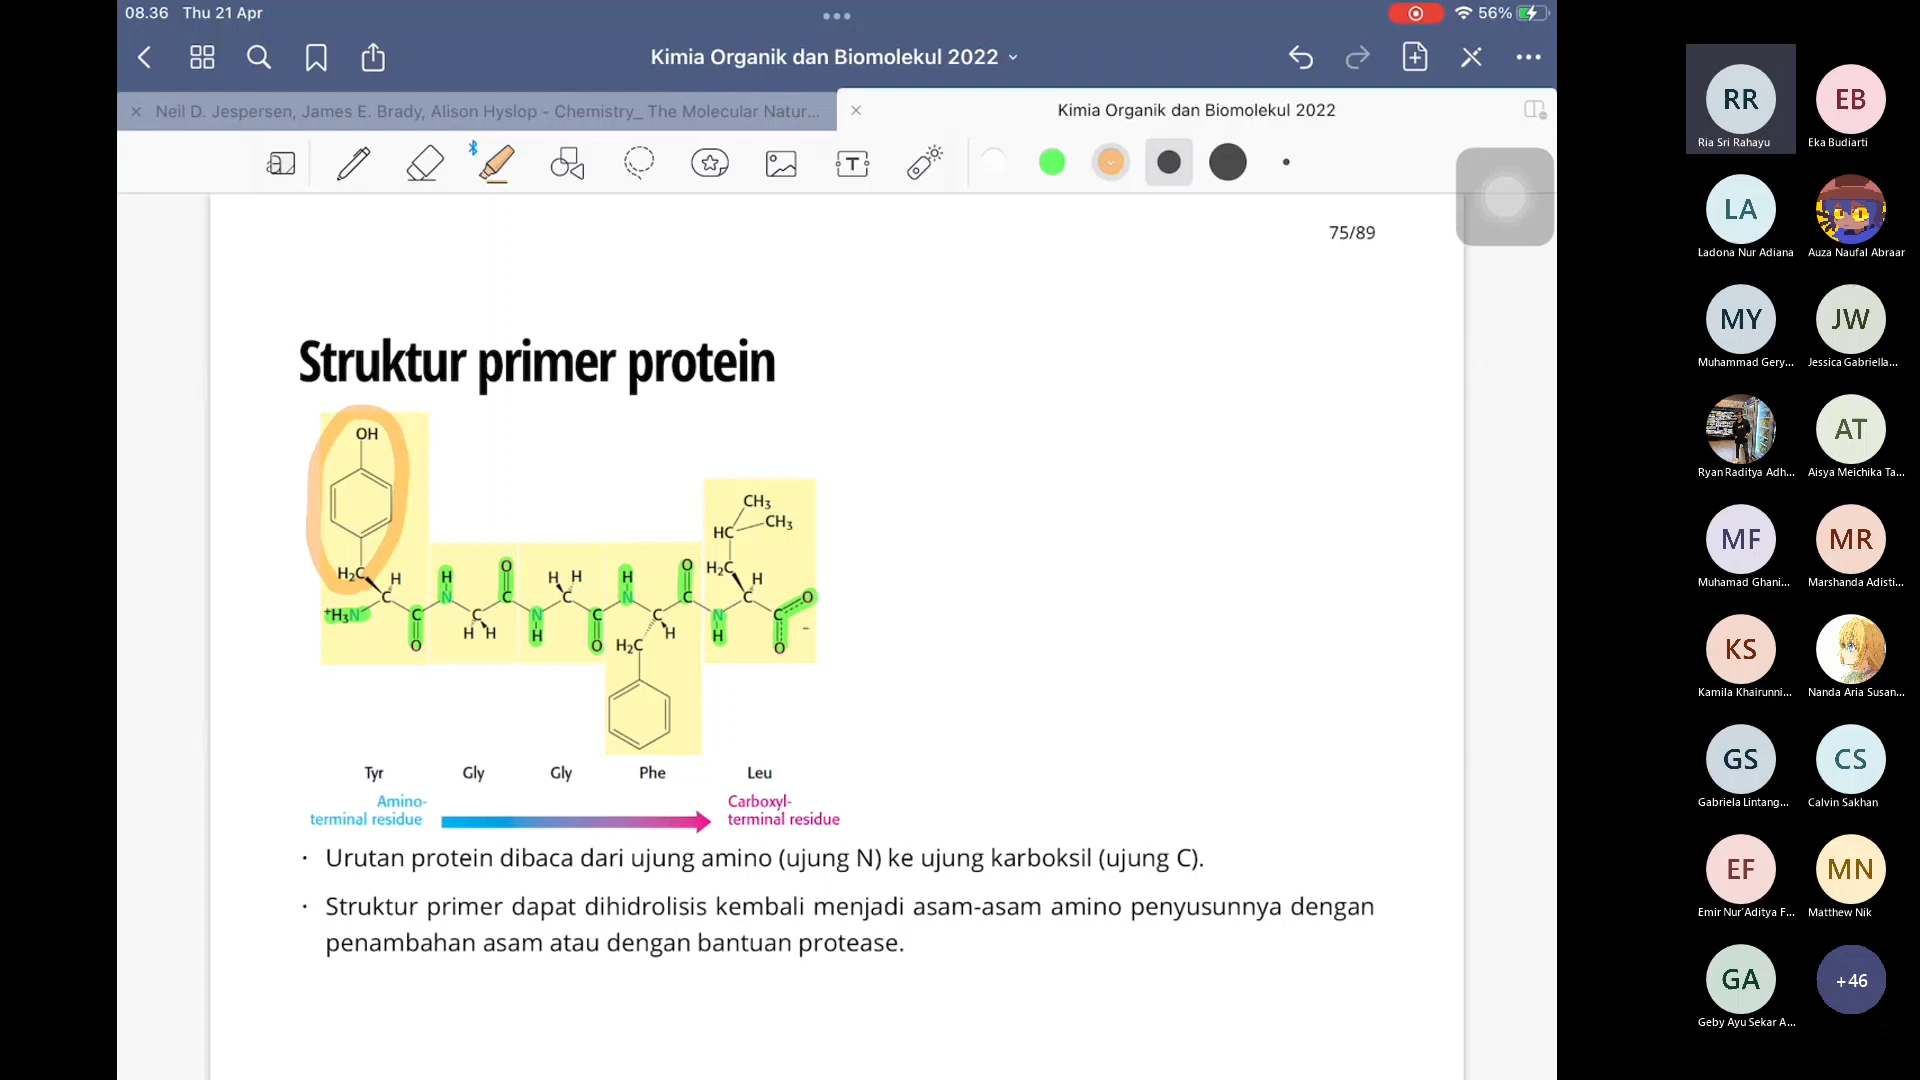 08.36 Thu 21 Apr
56%
Kimia Organik dan Biomolekul 2022
Neil D. Jespersen, James E. Brady, Alison Hyslop - Chemistry_ The Molecular Natur...
Kimia Organik dan Biomolekul 2022
75/89
Struktur primer protein
OH
CH₃
CH₃
HC
H₂C
H
H
O
H H
H
O
H₂C
H
⁺H₃N
C
N
C
C
N
C
N
C
C
O
H H
N
H
C
O
H₂C
C
H
N
H
C
O
O
–
Tyr Gly Gly Phe Leu
Amino-
terminal residue
Carboxyl-
terminal residue
· Urutan protein dibaca dari ujung amino (ujung N) ke ujung karboksil (ujung C).
· Struktur primer dapat dihidrolisis kembali menjadi asam-asam amino penyusunnya dengan
penambahan asam atau dengan bantuan protease.
RR EB
Ria Sri Rahayu Eka Budiarti
LA
Ladona Nur Adiana Auza Naufal Abraar
MY JW
Muhammad Gery... Jessica Gabriella...
AT
Ryan Raditya Adh... Aisya Meichika Ta...
MF MR
Muhamad Ghani... Marshanda Adisti...
KS
Kamila Khairunni... Nanda Aria Susan...
GS CS
Gabriela Lintang... Calvin Sakhan
EF MN
Emir Nur'Aditya F... Matthew Nik
GA +46
Geby Ayu Sekar A...